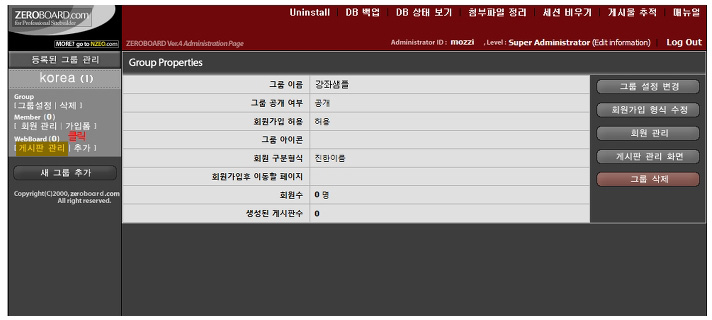 ZEROBOARD.com
for Professional Sitebuilder
MORE? go to NZEO.com
Uninstall DB 백업 DB 상태 보기 첨부파일 정리 세션 비우기 게시물 추적 매뉴얼
ZEROBOARD Ver.4 Administration Page
Administrator ID : mozzi , Level : Super Administrator (Edit information) Log Out
등록된 그룹 관리
korea (1)
Group
[ 그룹설정 | 삭제 ]
Member (0)
[ 회원 관리 | 가입폼 ]
WebBoard (0) 클릭
[ 게시판 관리 | 추가 ]
새 그룹 추가
Copyright(C)2000, zeroboard.com
All right reserved.
Group Properties
그룹 이름 강좌샘플
그룹 공개 여부 공개
회원가입 허용 허용
그룹 아이콘
회원 구분형식 진한이름
회원가입후 이동할 페이지
회원수 0 명
생성된 게시판수 0
그룹 설정 변경
회원가입 형식 수정
회원 관리
게시판 관리 화면
그룹 삭제